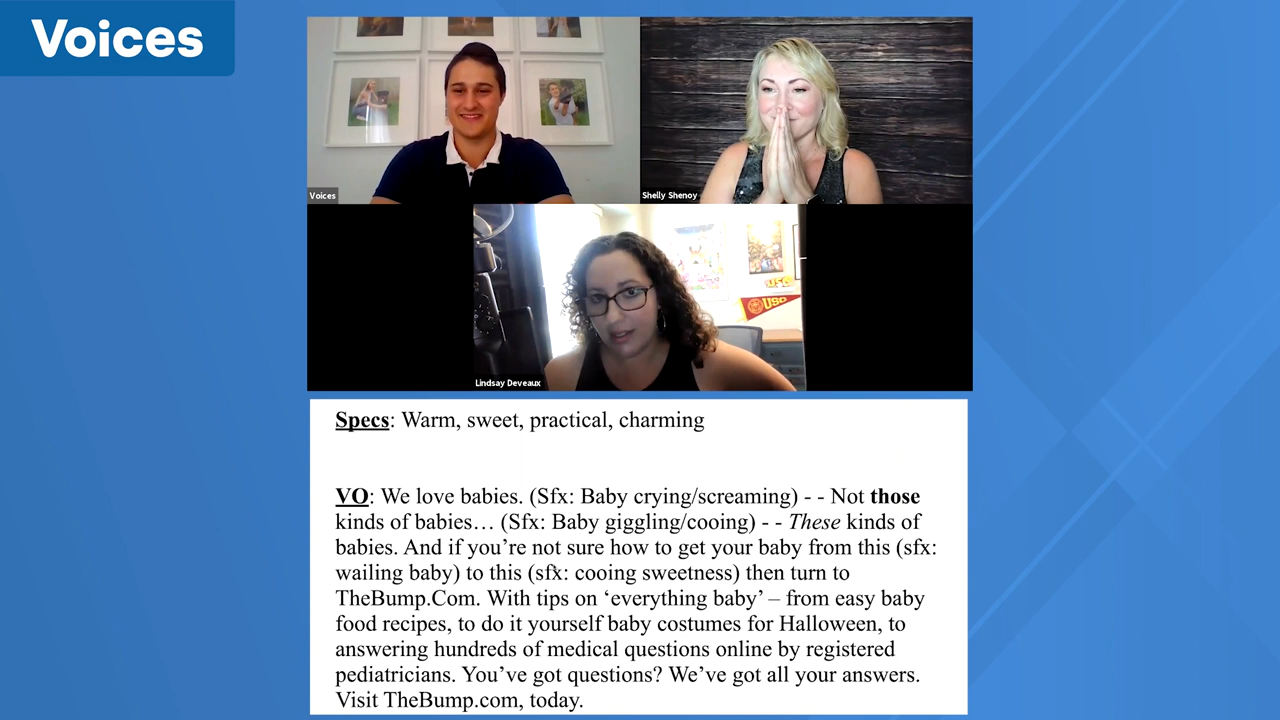 Voices
Voices
Shelly Shenoy
USC
Lindsay Deveaux
Specs: Warm, sweet, practical, charming
VO: We love babies. (Sfx: Baby crying/screaming) - - Not those
kinds of babies… (Sfx: Baby giggling/cooing) - - These kinds of
babies. And if you’re not sure how to get your baby from this (sfx:
wailing baby) to this (sfx: cooing sweetness) then turn to
TheBump.Com. With tips on ‘everything baby’ – from easy baby
food recipes, to do it yourself baby costumes for Halloween, to
answering hundreds of medical questions online by registered
pediatricians. You’ve got questions? We’ve got all your answers.
Visit TheBump.com, today.